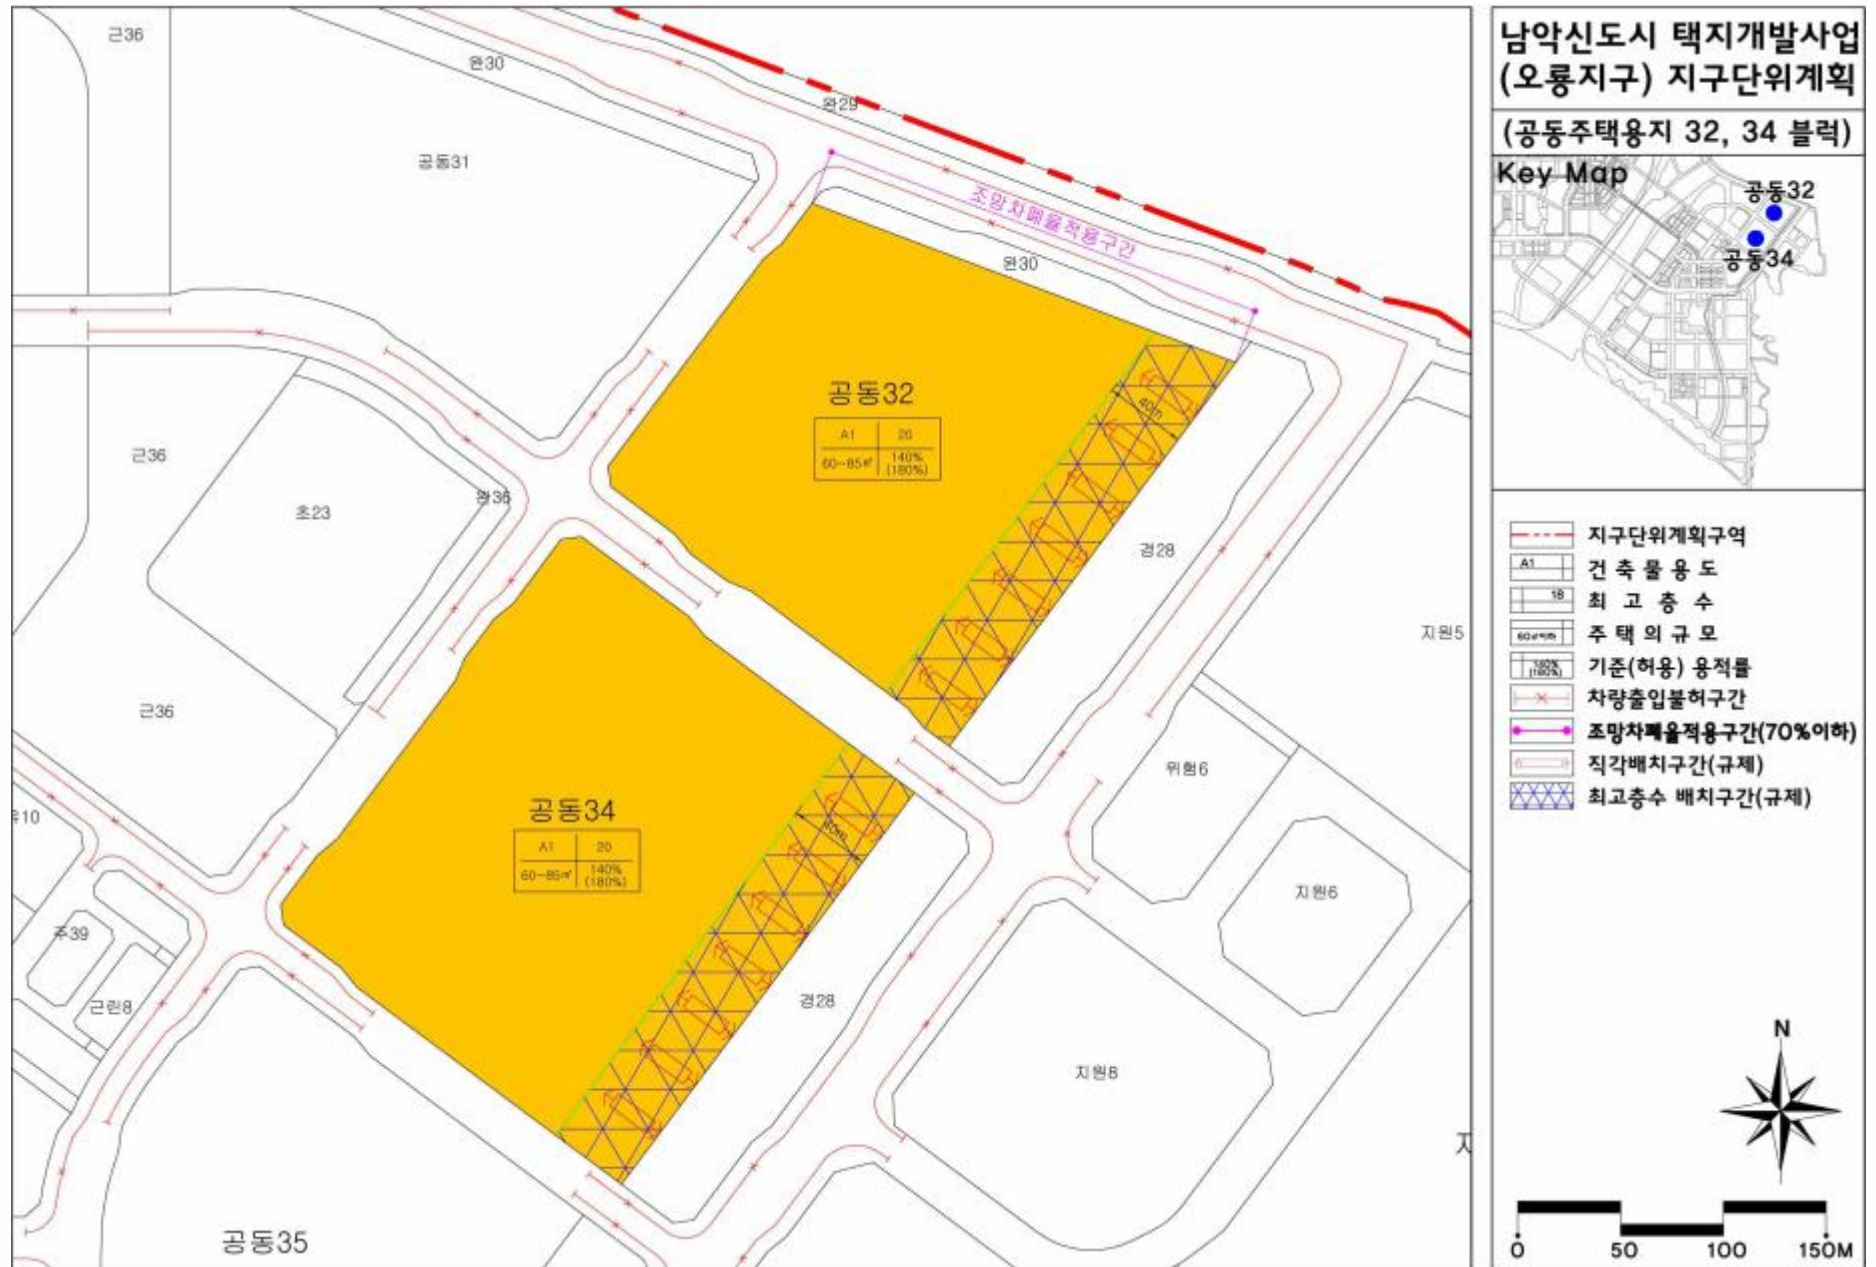 남악신도시 택지개발사업
(오룡지구) 지구단위계획
(공동주택용지 32, 34 블럭)
Key Map
공동32
공동34
지구단위계획구역
A1
건축물용도
18
최고층수
주택의규모
180%
(180%)
기준(허용) 용적률
차량출입불허구간
조망차폐율적용구간(70%이하)
직각배치구간(규제)
최고층수 배치구간(규제)
N
0 50 100 150M
근36
완30
완29
공동31
조망차폐율적용구간
완30
공동32
A1 20
60~85㎡ 140%
(180%)
40m
근36
완36
초23
경28
지원5
근36
위험6
공동34
A1 20
60~85㎡ 140%
(180%)
40m
지원6
주39
근린8
경28
지원8
지
공동35